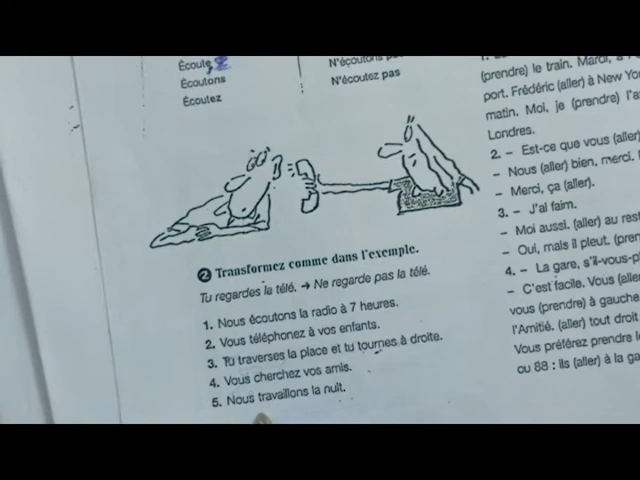 Écoute
Écoutons
Écoutez
N'écoutons pas
N'écoutez pas
2 Transformez comme dans l'exemple.
Tu regardes la télé. → Ne regarde pas la télé.
1. Nous écoutons la radio à 7 heures.
2. Vous téléphonez à vos enfants.
3. Tu traverses la place et tu tournes à droite.
4. Vous cherchez vos amis.
5. Nous travaillons la nuit.
(prendre) le train. Mardi, à
port. Frédéric (aller) à New Yo
matin. Moi, je (prendre) l'a
Londres.
2. – Est-ce que vous (aller)
– Nous (aller) bien, merci.
– Merci, ça (aller).
3. – J'ai faim.
– Moi aussi. (aller) au rest
– Oui, mais il pleut. (pren
4. – La gare, s'il-vous-pl
– C'est facile. Vous (aller
vous (prendre) à gauche
l'Amitié. (aller) tout droit
Vous préférez prendre l
ou 88 : ils (aller) à la ga